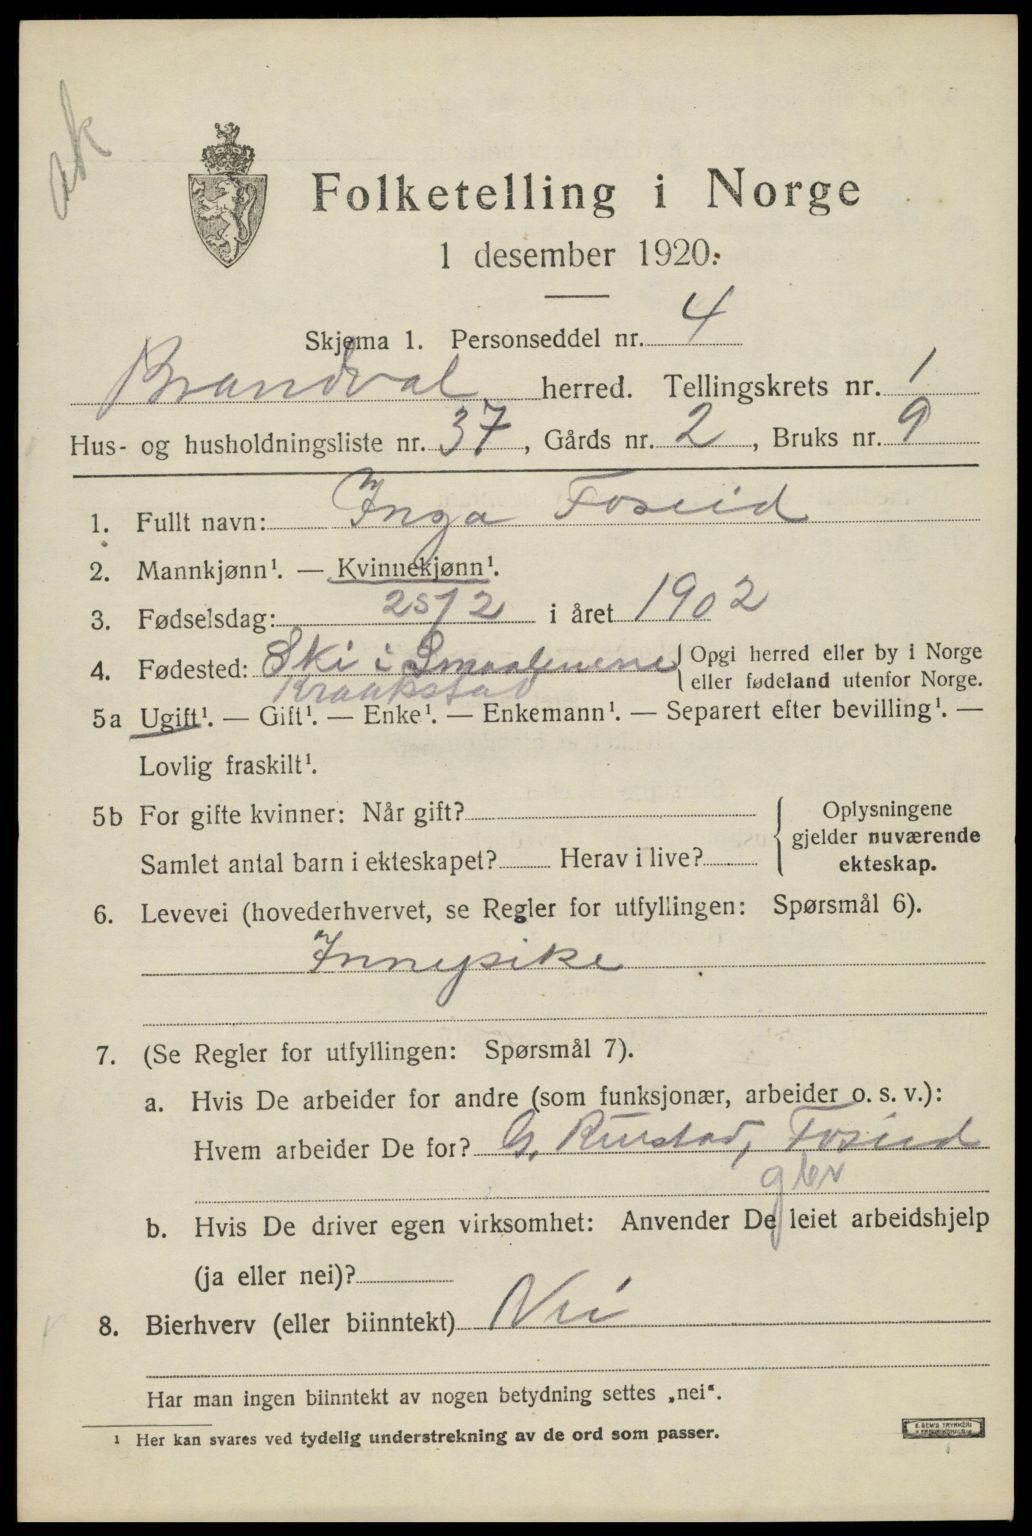 ak
Folketelling i Norge
1 desember 1920.
Skjema 1. Personseddel nr. 4
Brandval herred. Tellingskrets nr. 1
Hus- og husholdningsliste nr. 37, Gårds nr. 2, Bruks nr. 9
1. Fullt navn: Inga Foseid
2. Mannkjønn¹. — Kvinnekjønn¹.
3. Fødselsdag: 25/2 i året 1902
4. Fødested: Ski i Smaalenene { Opgi herred eller by i Norge
eller fødeland utenfor Norge.
Kraakstad
5a Ugift¹. — Gift¹. — Enke¹. — Enkemann¹. — Separert efter bevilling¹. —
Lovlig fraskilt¹.
5b For gifte kvinner: Når gift?
Samlet antal barn i ekteskapet? Herav i live?
{ Oplysningene
gjelder nuværende
ekteskap.
6. Levevei (hovederhvervet, se Regler for utfyllingen: Spørsmål 6).
Innepike
7. (Se Regler for utfyllingen: Spørsmål 7).
a. Hvis De arbeider for andre (som funksjonær, arbeider o. s. v.):
Hvem arbeider De for? G. Rustad, Foseid
b. Hvis De driver egen virksomhet: Anvender De leiet arbeidshjelp
(ja eller nei)?
8. Bierhverv (eller biinntekt) Nei
Har man ingen biinntekt av nogen betydning settes „nei".
¹ Her kan svares ved tydelig understrekning av de ord som passer.